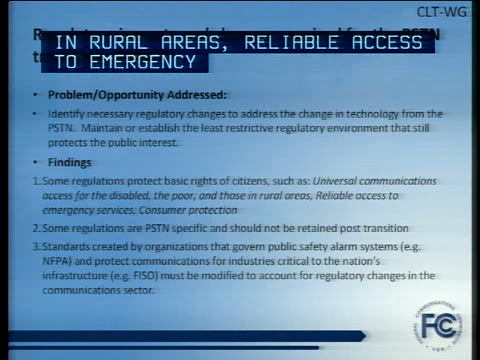 CLT-WG
IN RURAL AREAS, RELIABLE ACCESS
TO EMERGENCY
• Problem/Opportunity Addressed:
• Identify necessary regulatory changes to address the change in technology from the
PSTN. Maintain or establish the least restrictive regulatory environment that still
protects the public interest.
• Findings
1. Some regulations protect basic rights of citizens, such as: Universal communications
access for the disabled, the poor, and those in rural areas, Reliable access to
emergency services, Consumer protection
2. Some regulations are PSTN specific and should not be retained post transition
3. Standards created by organizations that govern public safety alarm systems (e.g.
NFPA) and protect communications for industries critical to the nation's
infrastructure (e.g. FISO) must be modified to account for regulatory changes in the
communications sector.
FEDERAL COMMUNICATIONS COMMISSION
FCC
USA